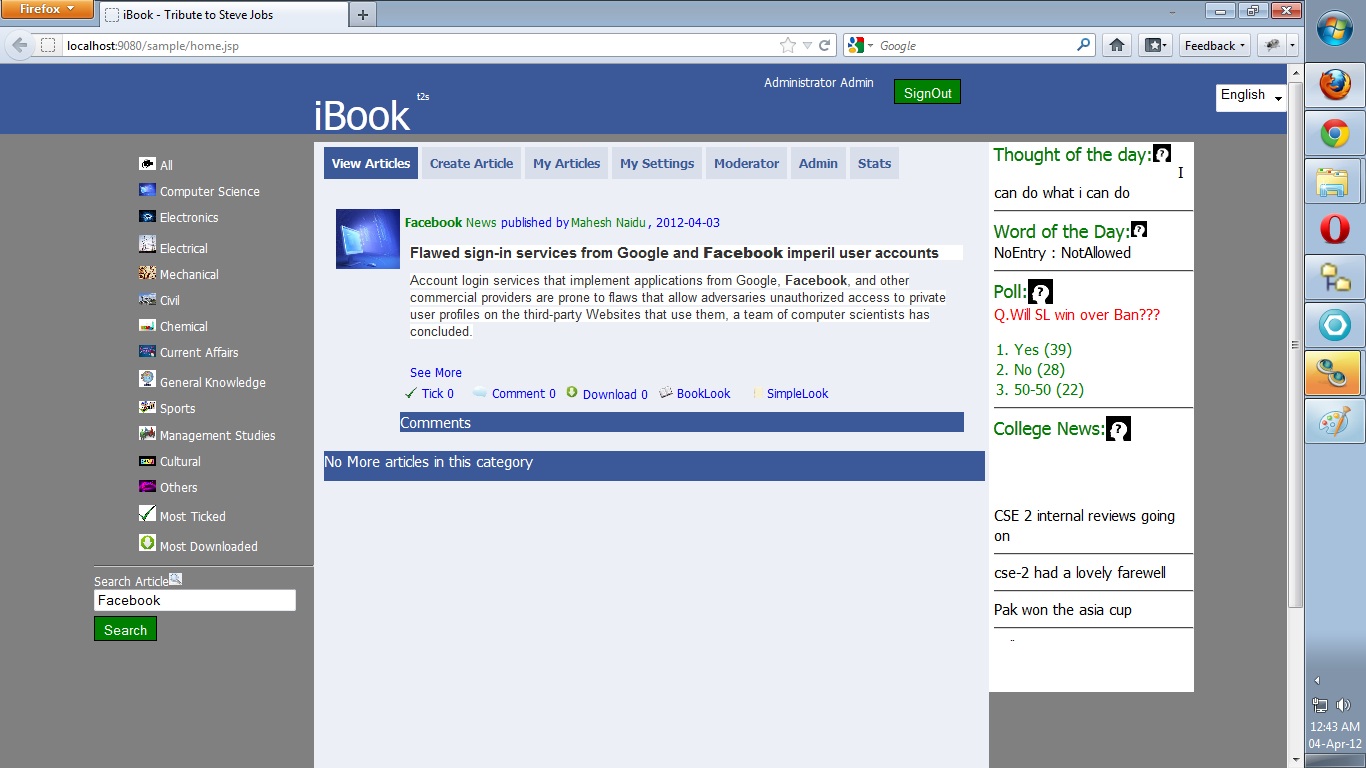 Firefox
iBook - Tribute to Steve Jobs
localhost:9080/sample/home.jsp
Google
Feedback
iBook t2s
Administrator Admin
SignOut
English
All
Computer Science
Electronics
Electrical
Mechanical
Civil
Chemical
Current Affairs
General Knowledge
Sports
Management Studies
Cultural
Others
Most Ticked
Most Downloaded
Search Article
Facebook
Search
View Articles Create Article My Articles My Settings Moderator Admin Stats
Facebook News published by Mahesh Naidu , 2012-04-03
Flawed sign-in services from Google and Facebook imperil user accounts
Account login services that implement applications from Google, Facebook, and other
commercial providers are prone to flaws that allow adversaries unauthorized access to private
user profiles on the third-party Websites that use them, a team of computer scientists has
concluded.
See More
Tick 0 Comment 0 Download 0 BookLook SimpleLook
Comments
No More articles in this category
Thought of the day:
can do what i can do
Word of the Day:
NoEntry : NotAllowed
Poll:
Q.Will SL win over Ban???
1. Yes (39)
2. No (28)
3. 50-50 (22)
College News:
CSE 2 internal reviews going
on
cse-2 had a lovely farewell
Pak won the asia cup
12:43 AM
04-Apr-12